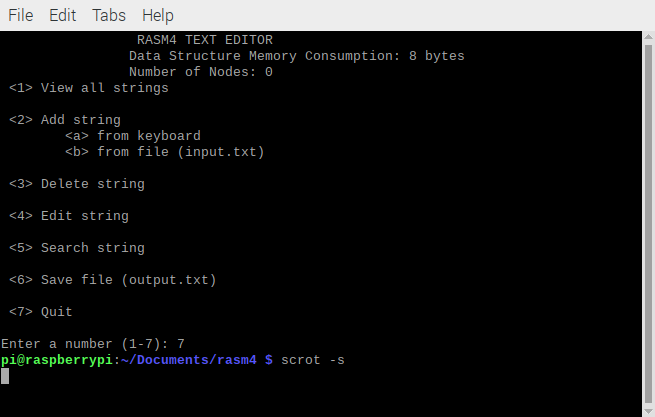 File Edit Tabs Help
RASM4 TEXT EDITOR
Data Structure Memory Consumption: 8 bytes
Number of Nodes: 0
<1> View all strings
<2> Add string
<a> from keyboard
<b> from file (input.txt)
<3> Delete string
<4> Edit string
<5> Search string
<6> Save file (output.txt)
<7> Quit
Enter a number (1-7): 7
pi@raspberrypi:~/Documents/rasm4 $ scrot -s